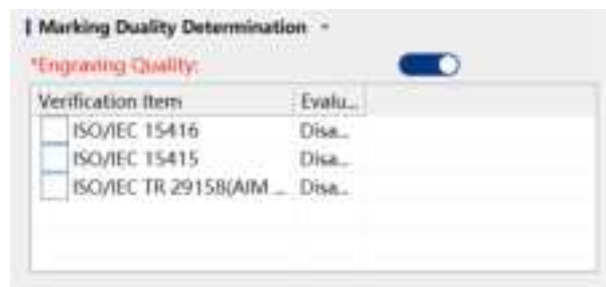 Marking Duality Determination
*Engraving Quality:
Verification Item Evalu...
ISO/IEC 15416 Disa...
ISO/IEC 15415 Disa...
ISO/IEC TR 29158(AIM ... Disa...